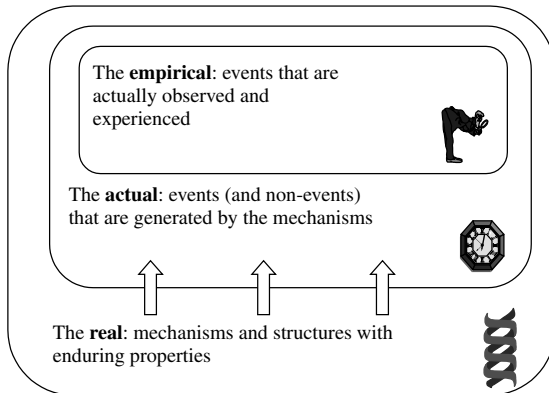 The empirical: events that are
actually observed and
experienced
The actual: events (and non-events)
that are generated by the mechanisms
The real: mechanisms and structures with
enduring properties